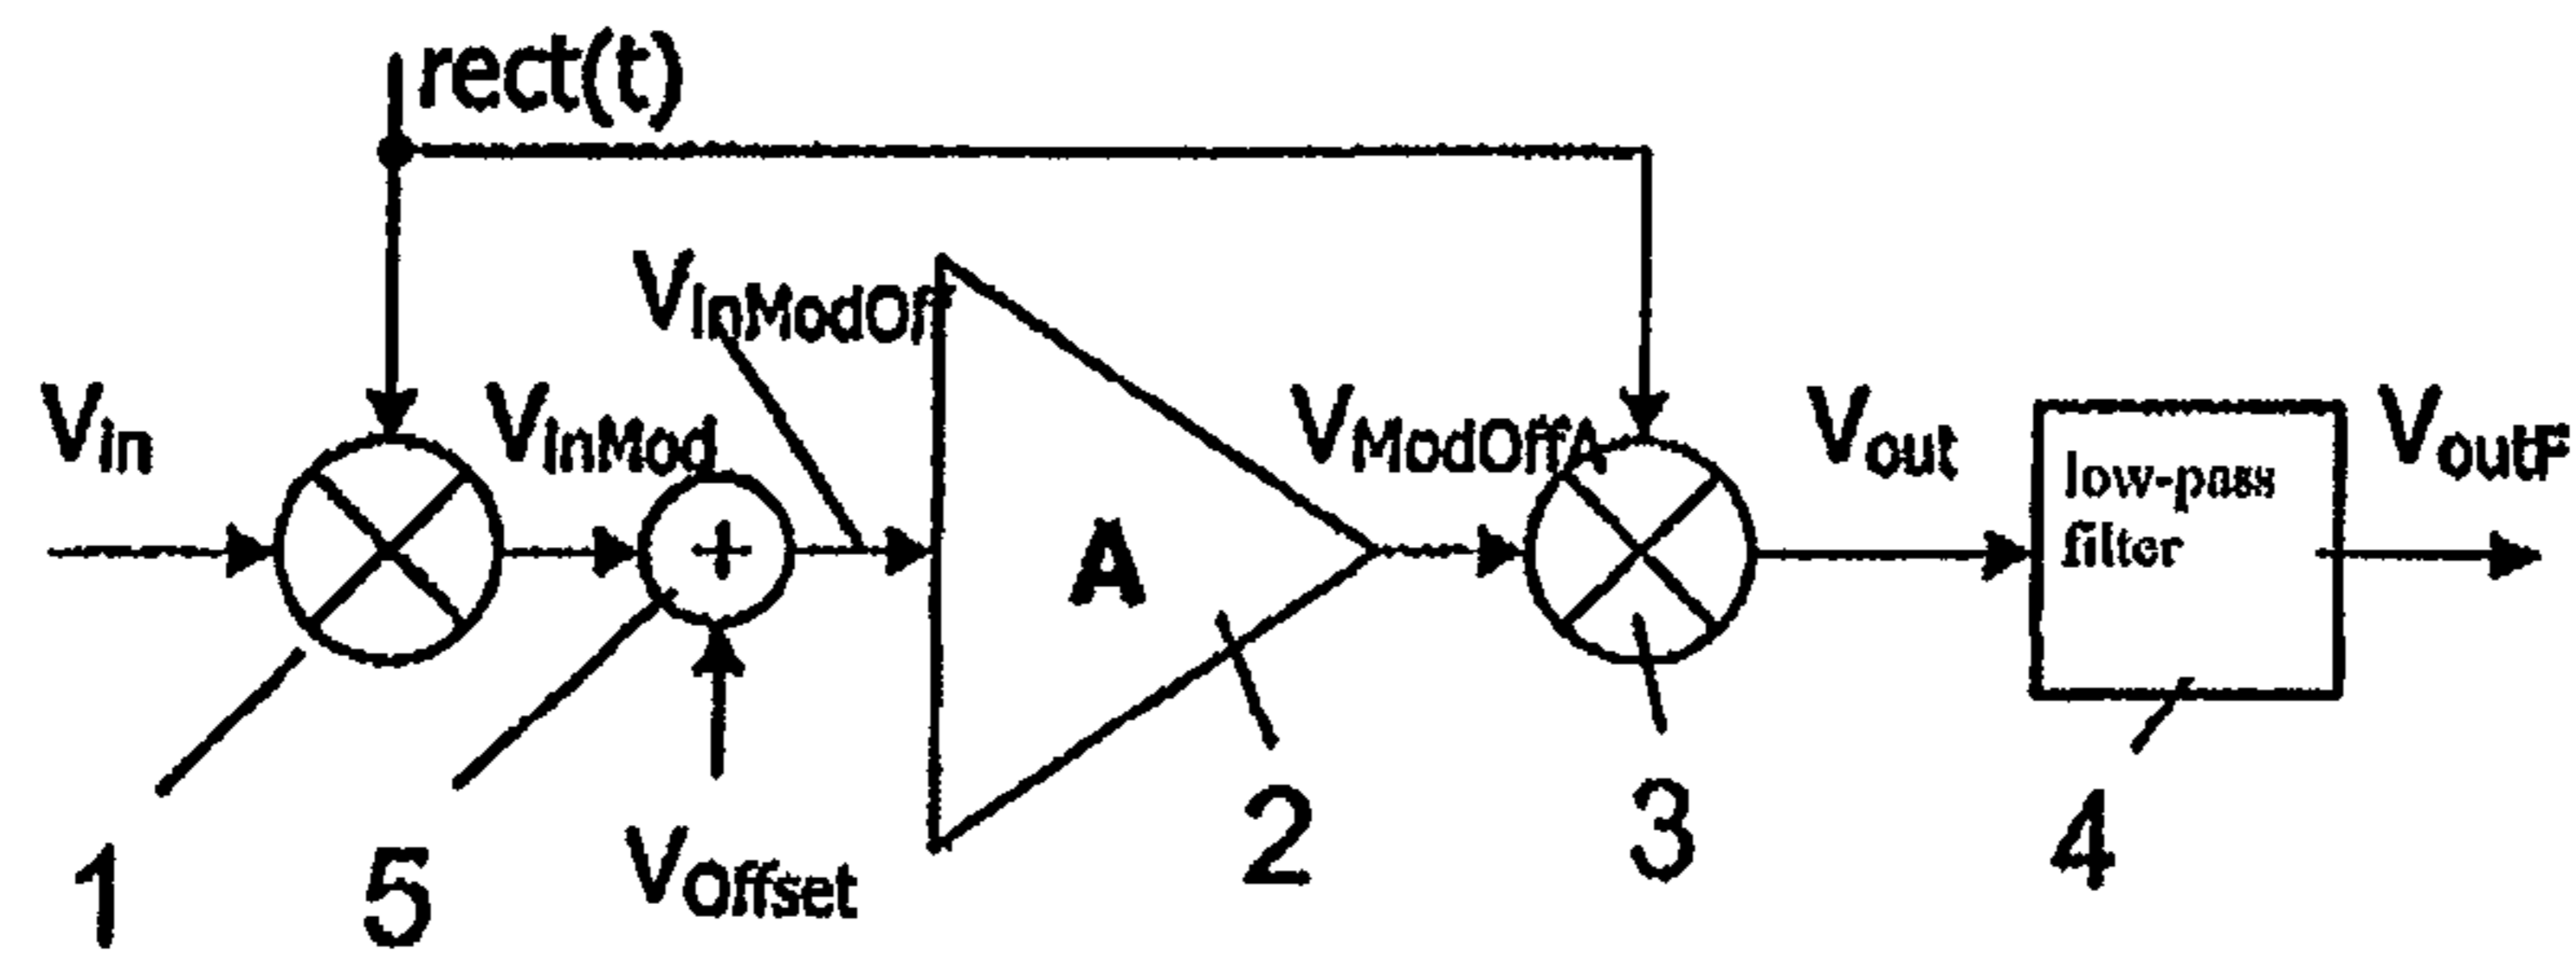 rect(t)
VInModOff
Vin
VInMod
VModOffA
Vout
VoutF
low-pass
filter
A
+
VOffset
1
5
2
3
4